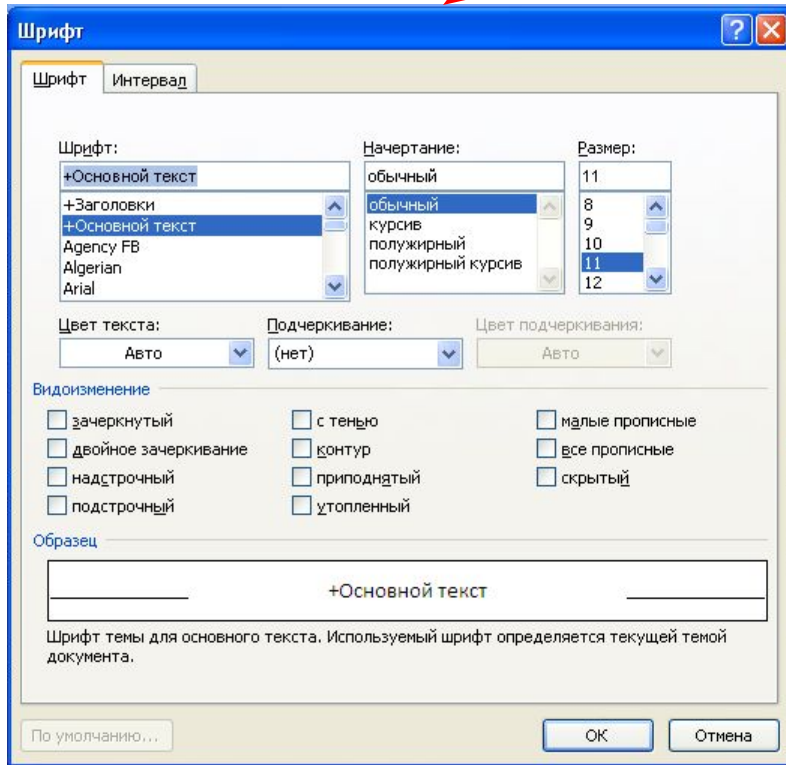 Шрифт
Шрифт Интервал
Шрифт: Начертание: Размер:
+Основной текст обычный 11
+Заголовки обычный 8
+Основной текст курсив 9
Agency FB полужирный 10
Algerian полужирный курсив 11
Arial 12
Цвет текста: Подчеркивание: Цвет подчеркивания:
Авто (нет) Авто
Видоизменение
зачеркнутый с тенью малые прописные
двойное зачеркивание контур все прописные
надстрочный приподнятый скрытый
подстрочный утопленный
Образец
+Основной текст
Шрифт темы для основного текста. Используемый шрифт определяется текущей темой
документа.
По умолчанию... ОК Отмена